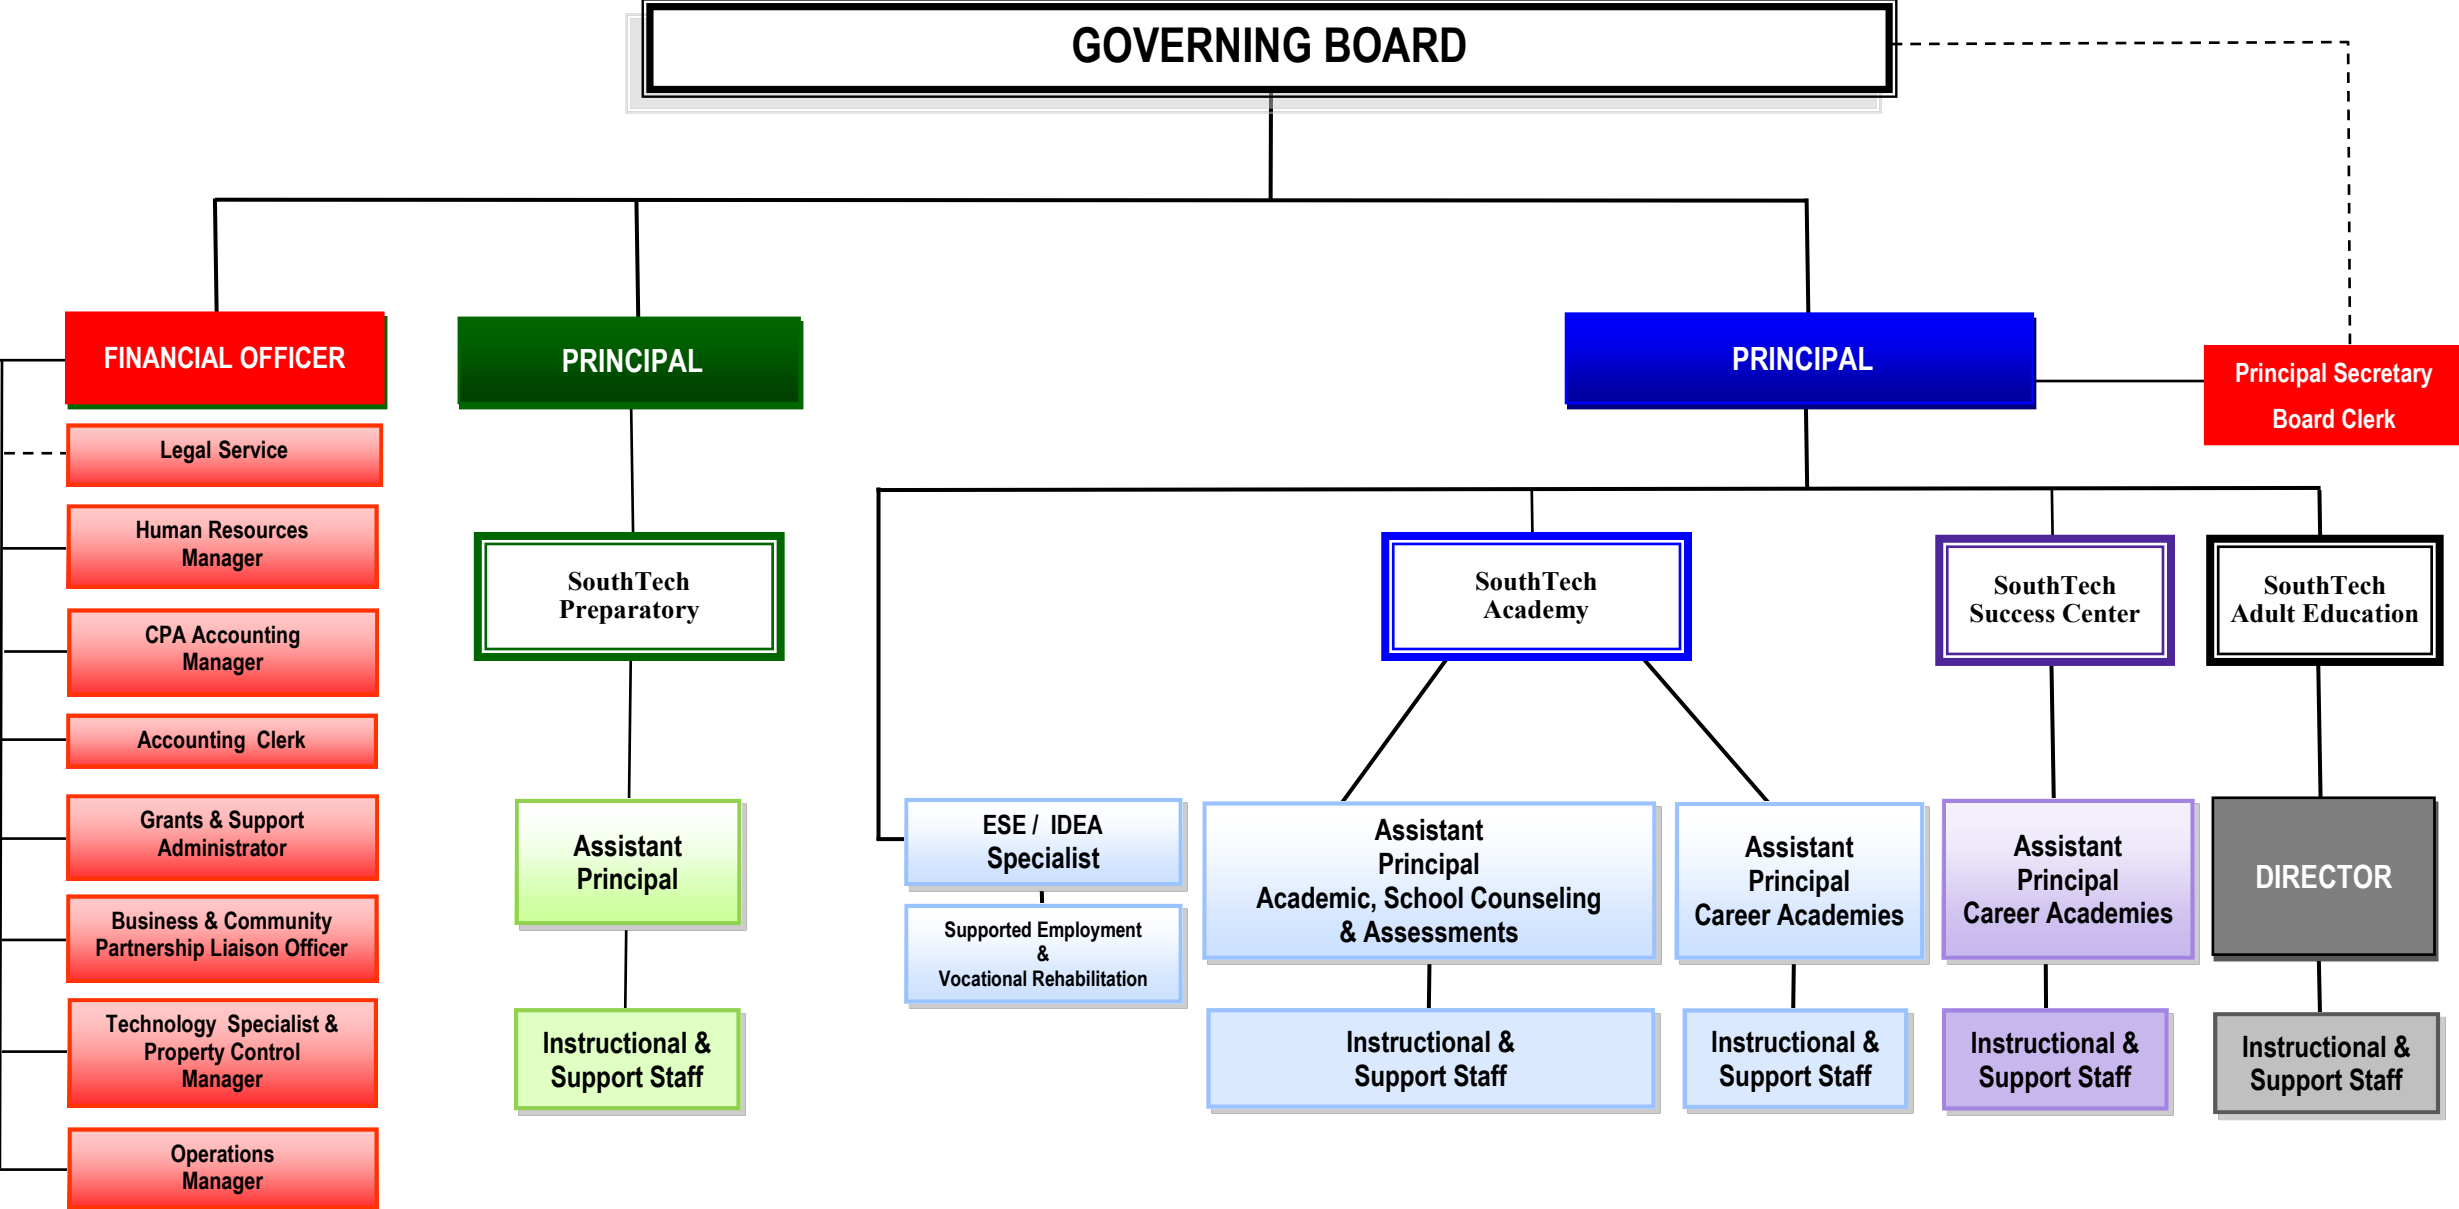 GOVERNING BOARD
FINANCIAL OFFICER
PRINCIPAL
PRINCIPAL
Principal Secretary
Board Clerk
Legal Service
Human Resources
Manager
CPA Accounting
Manager
Accounting Clerk
Grants & Support
Administrator
Business & Community
Partnership Liaison Officer
Technology Specialist &
Property Control
Manager
Operations
Manager
SouthTech
Preparatory
Assistant
Principal
Instructional &
Support Staff
ESE / IDEA
Specialist
Supported Employment
&
Vocational Rehabilitation
SouthTech
Academy
Assistant
Principal
Academic, School Counseling
& Assessments
Instructional &
Support Staff
Assistant
Principal
Career Academies
Instructional &
Support Staff
SouthTech
Success Center
Assistant
Principal
Career Academies
Instructional &
Support Staff
SouthTech
Adult Education
DIRECTOR
Instructional &
Support Staff